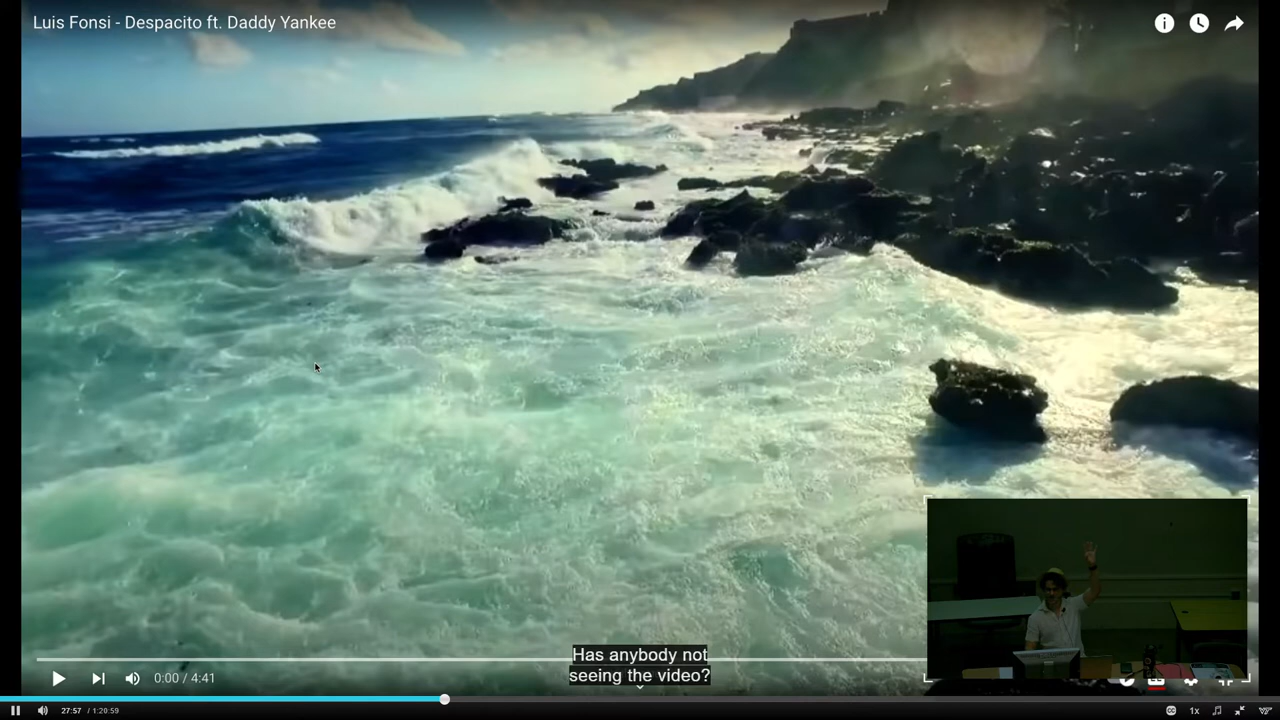 Luis Fonsi - Despacito ft. Daddy Yankee
Has anybody not
seeing the video?
0:00 / 4:41
27:57 / 1:20:59
1x